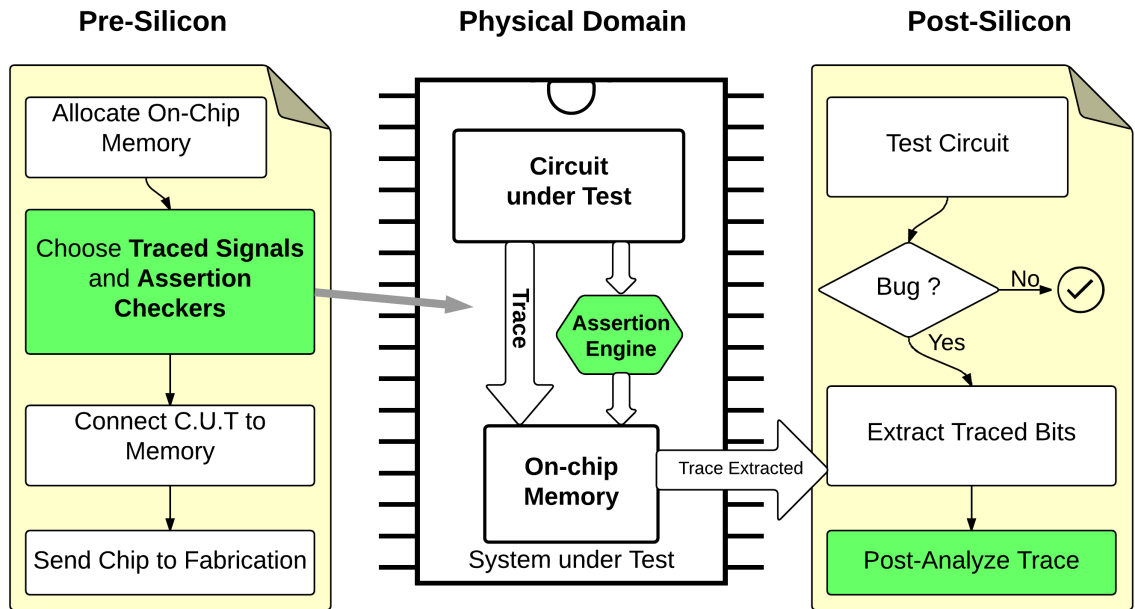 Pre-Silicon
Allocate On-Chip
Memory
Choose Traced Signals
and Assertion
Checkers
Connect C.U.T to
Memory
Send Chip to Fabrication
Physical Domain
Circuit
under Test
Trace
Assertion
Engine
On-chip
Memory
System under Test
Trace Extracted
Post-Silicon
Test Circuit
Bug ?
No
Yes
Extract Traced Bits
Post-Analyze Trace